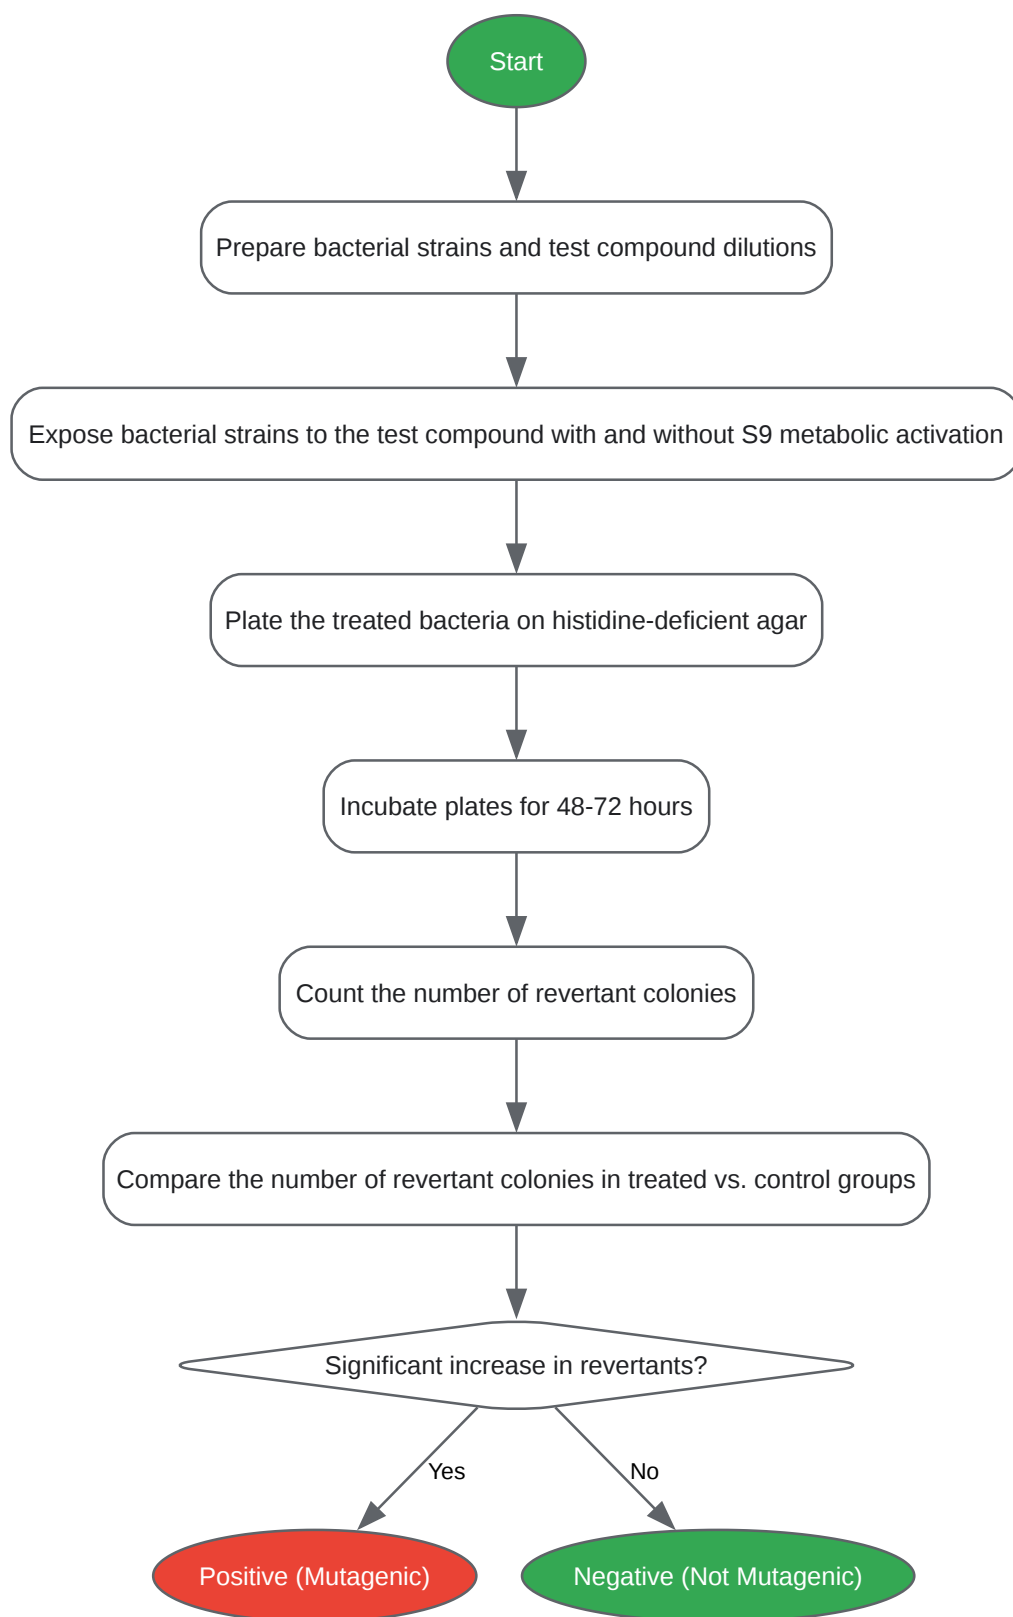 Start
Prepare bacterial strains and test compound dilutions
Expose bacterial strains to the test compound with and without S9 metabolic activation
Plate the treated bacteria on histidine-deficient agar
Incubate plates for 48-72 hours
Count the number of revertant colonies
Compare the number of revertant colonies in treated vs. control groups
Significant increase in revertants?
Yes
No
Positive (Mutagenic)
Negative (Not Mutagenic)